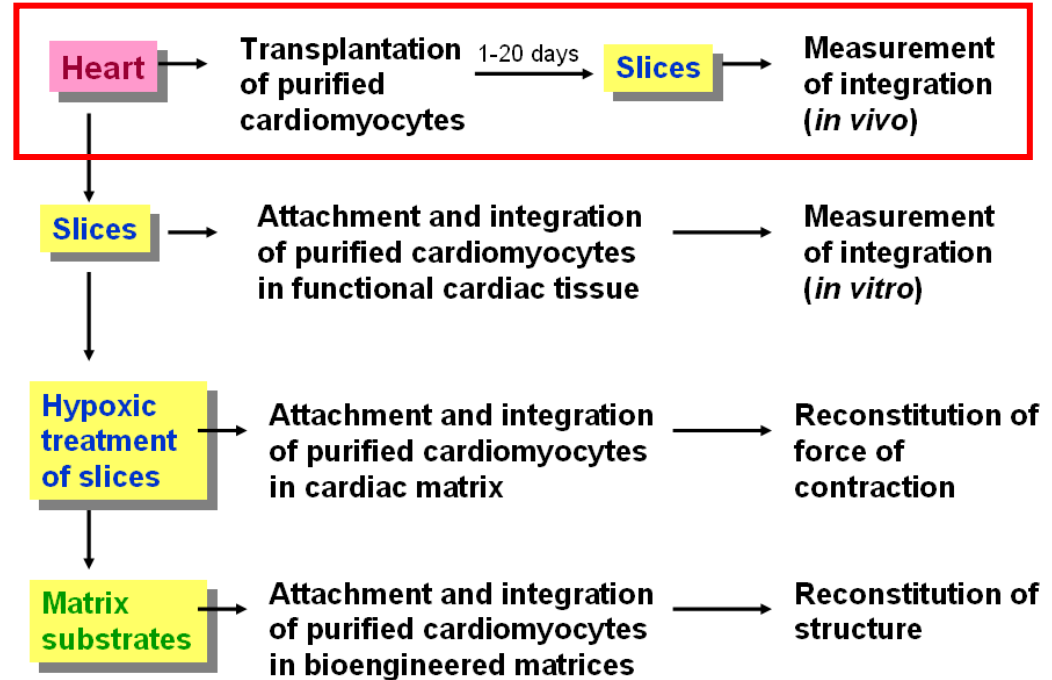 Heart
Transplantation
of purified
cardiomyocytes
1-20 days
Slices
Measurement
of integration
(in vivo)
Slices
Attachment and integration
of purified cardiomyocytes
in functional cardiac tissue
Measurement
of integration
(in vitro)
Hypoxic
treatment
of slices
Attachment and integration
of purified cardiomyocytes
in cardiac matrix
Reconstitution of
force of
contraction
Matrix
substrates
Attachment and integration
of purified cardiomyocytes
in bioengineered matrices
Reconstitution of
structure